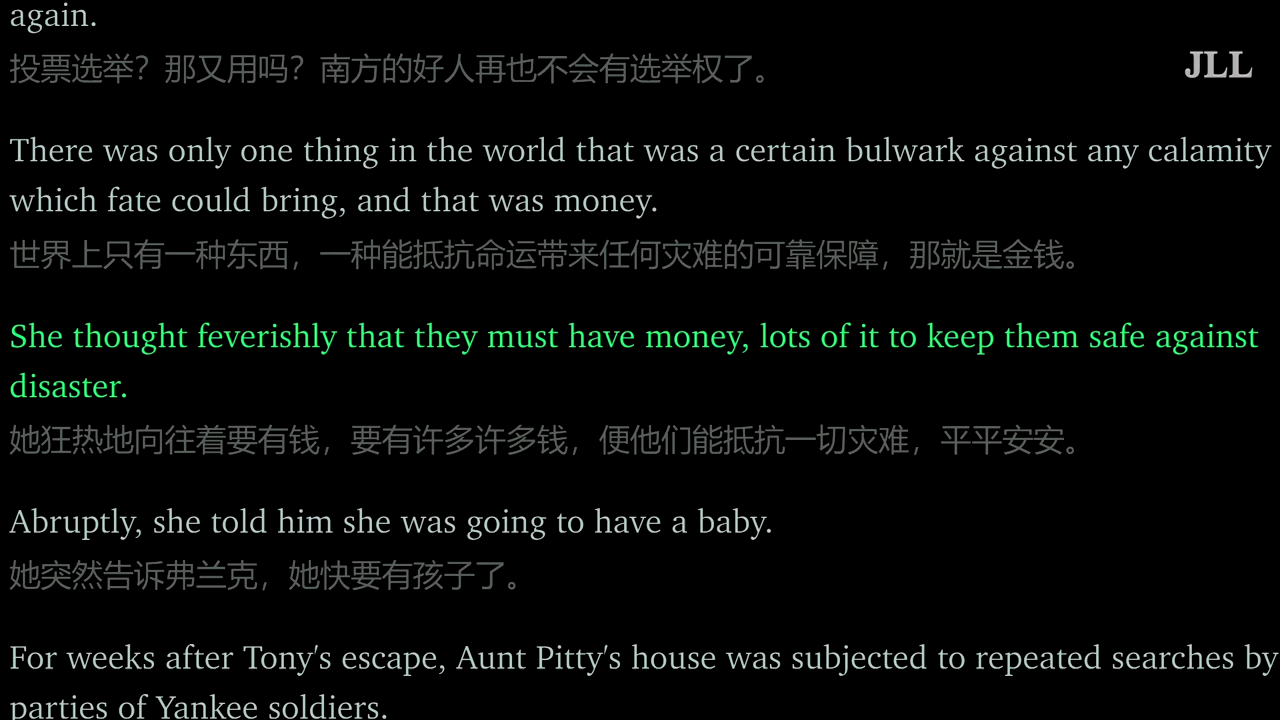 again.
投票选举？那又用吗？南方的好人再也不会有选举权了。
JLL
There was only one thing in the world that was a certain bulwark against any calamity
which fate could bring, and that was money.
世界上只有一种东西，一种能抵抗命运带来任何灾难的可靠保障，那就是金钱。
She thought feverishly that they must have money, lots of it to keep them safe against
disaster.
她狂热地向往着要有钱，要有许多许多钱，便他们能抵抗一切灾难，平平安安。
Abruptly, she told him she was going to have a baby.
她突然告诉弗兰克，她快要有孩子了。
For weeks after Tony's escape, Aunt Pitty's house was subjected to repeated searches by
parties of Yankee soldiers.